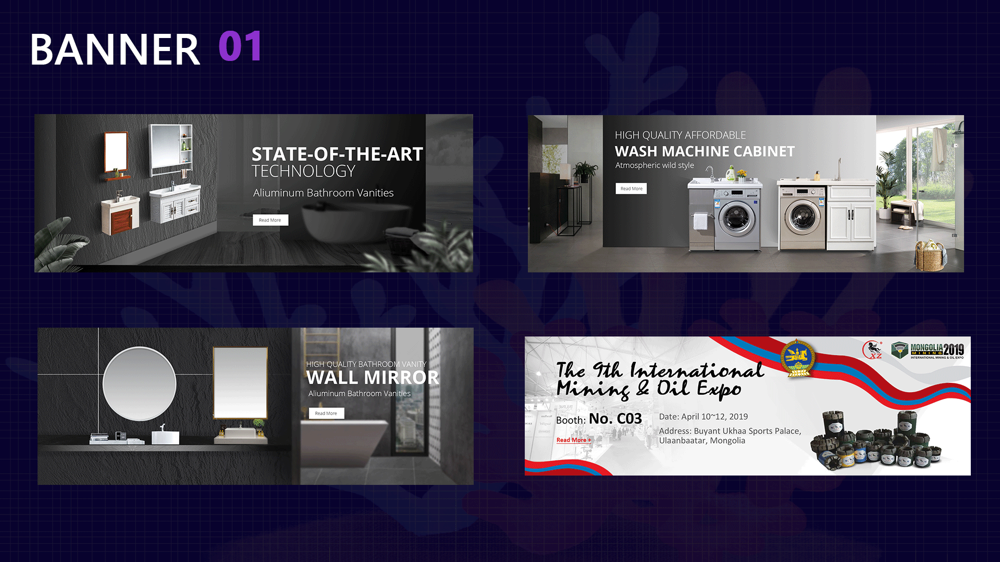 BANNER 01
STATE-OF-THE-ART
TECHNOLOGY
Aliuminum Bathroom Vanities
Read More
HIGH QUALITY AFFORDABLE
WASH MACHINE CABINET
Atmospheric wild style
Read More
HIGH QUALITY BATHROOM VANITY
WALL MIRROR
Aliuminum Bathroom Vanities
Read More
XZ
MONGOLIA 2019
MINING
INTERNATIONAL MINING & OIL EXPO
The 9th International
Mining & Oil Expo
Booth: No. C03
Read More +
Date: April 10~12, 2019
Address: Buyant Ukhaa Sports Palace,
Ulaanbaatar, Mongolia